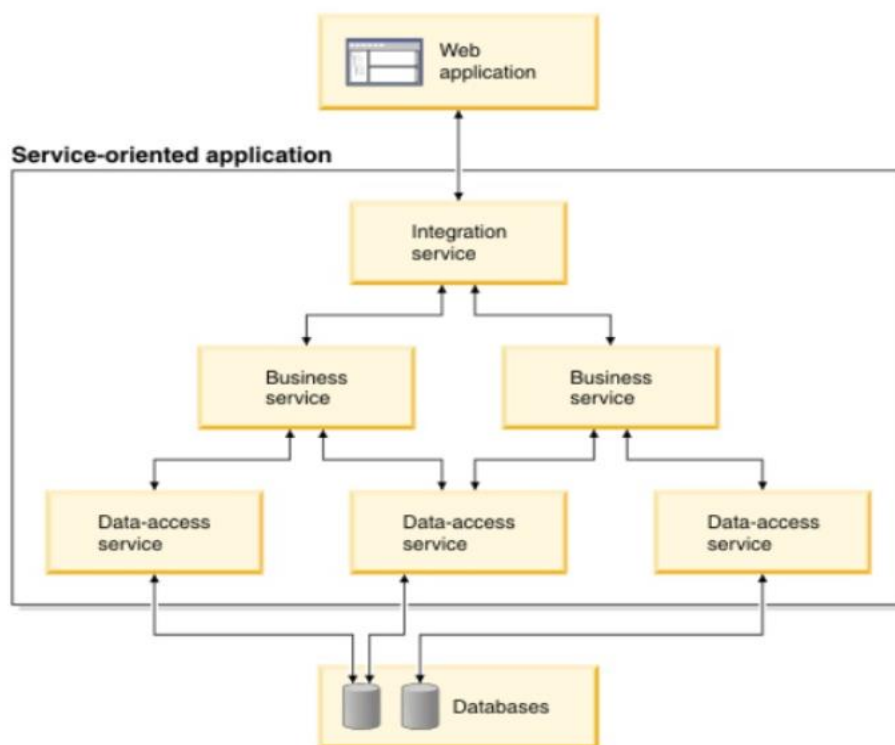 Web
application
Service-oriented application
Integration
service
Business
service
Business
service
Data-access
service
Data-access
service
Data-access
service
Databases